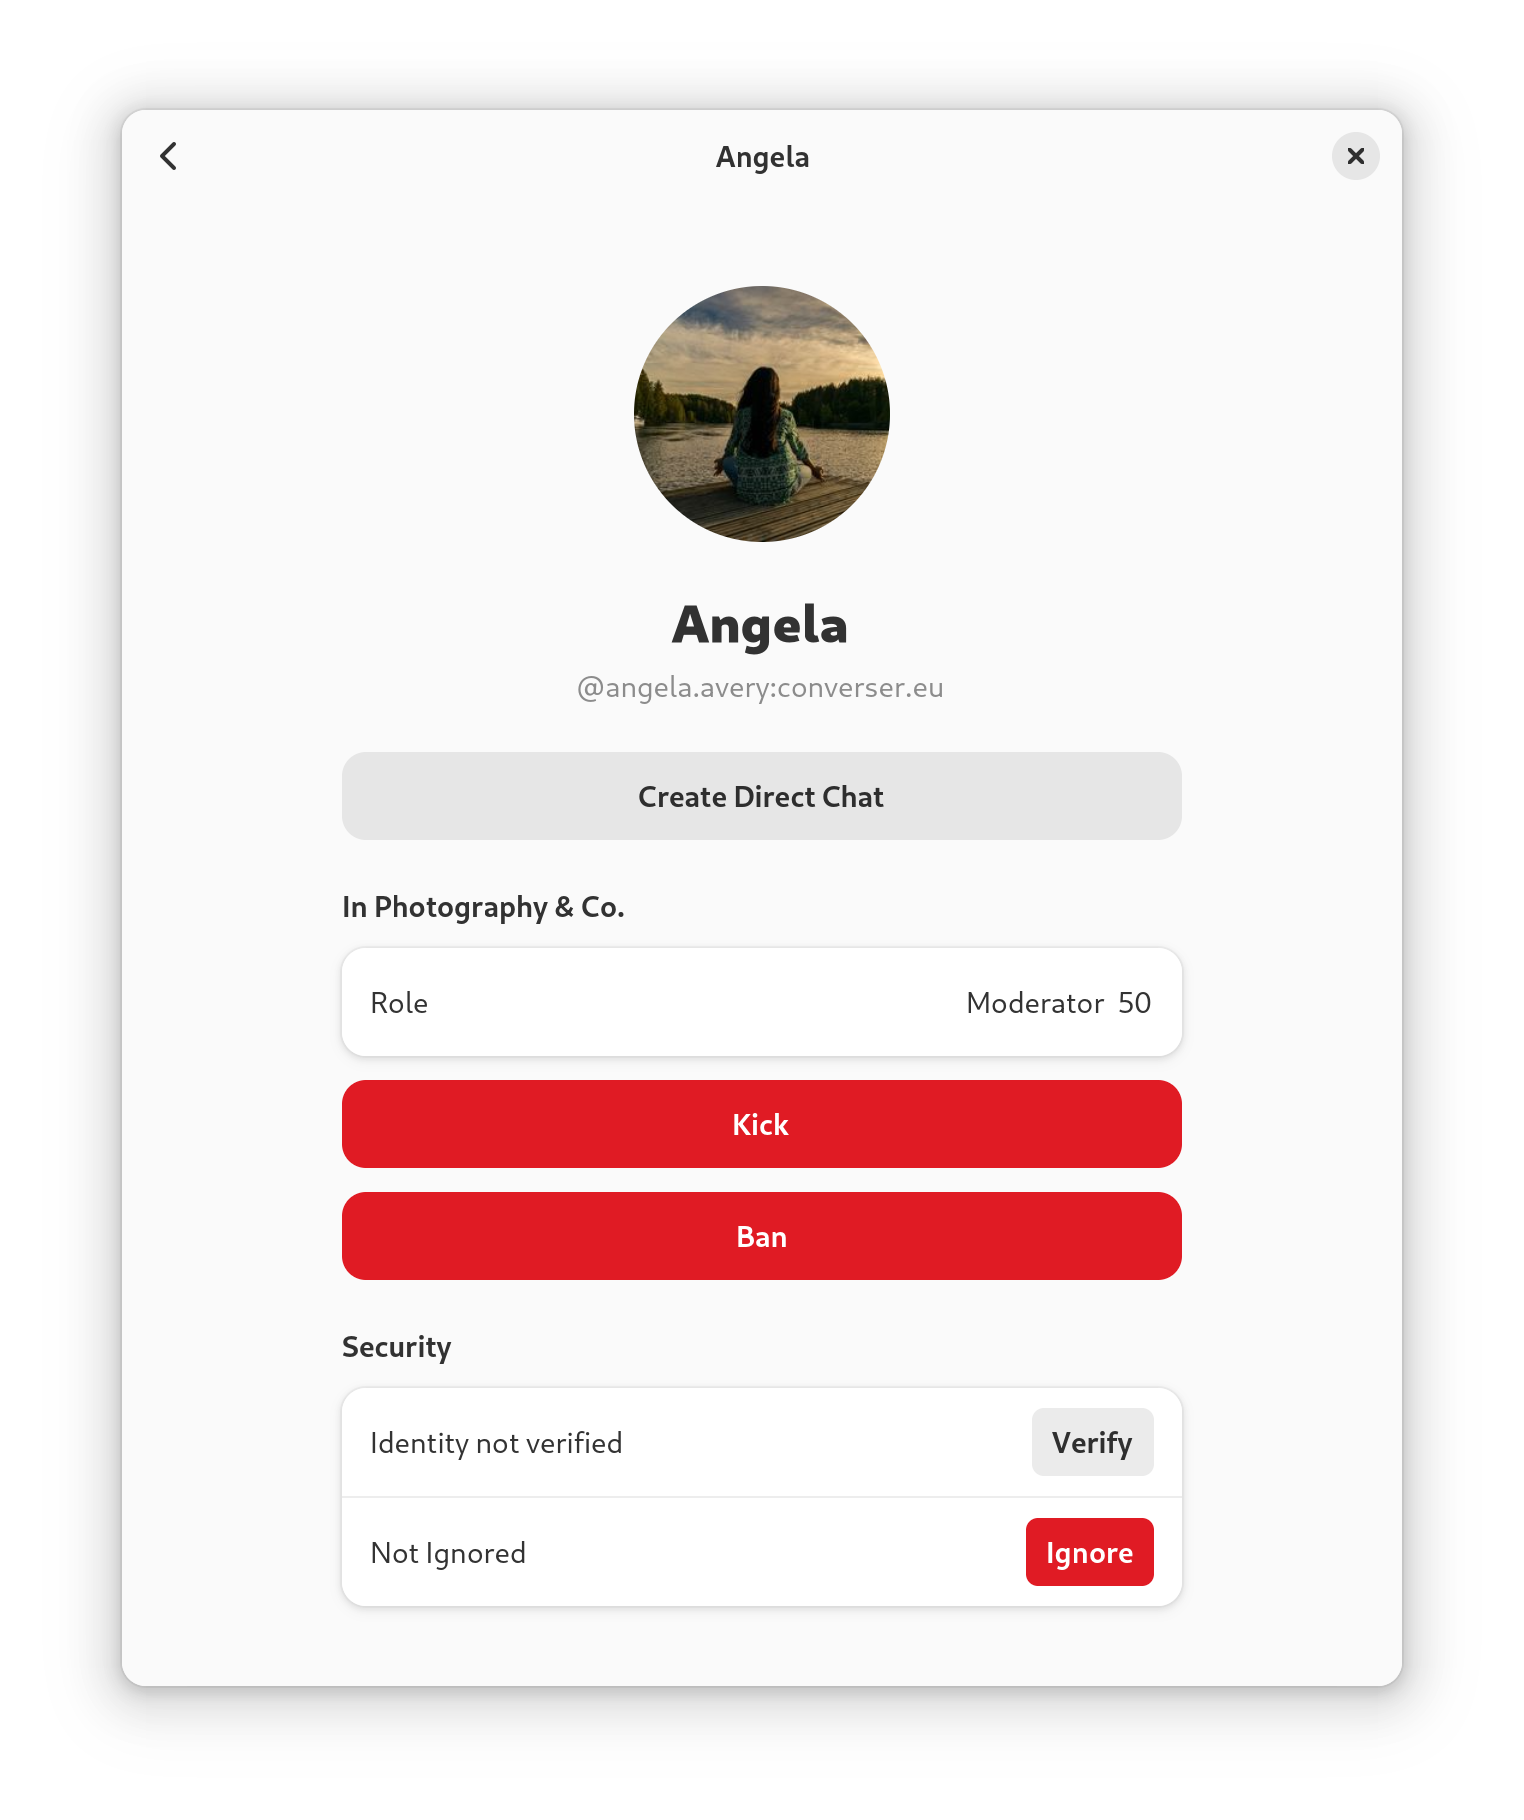 Angela
Angela
@angela.avery:converser.eu
Create Direct Chat
In Photography & Co.
Role Moderator 50
Kick
Ban
Security
Identity not verified Verify
Not Ignored Ignore